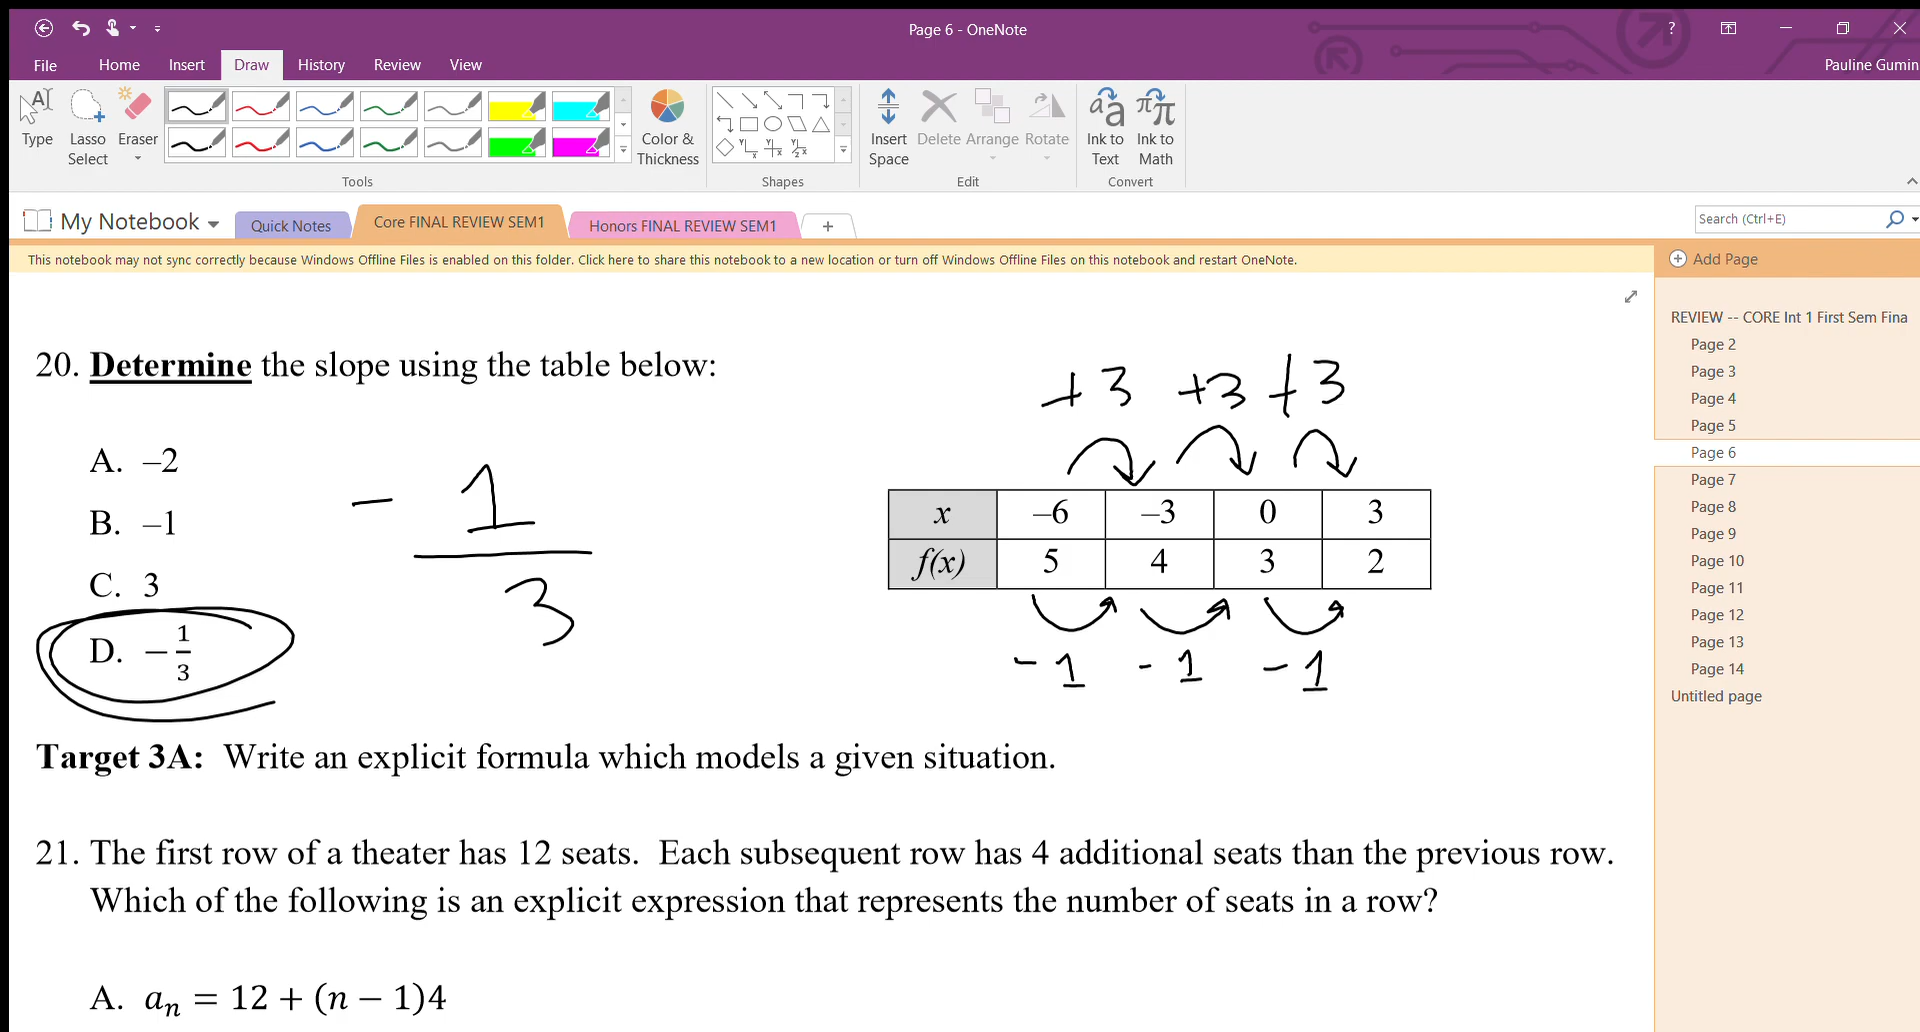 Page 6 - OneNote
?
File Home Insert Draw History Review View
Pauline Gumin
Type
Lasso Select
Eraser
Color & Thickness
Insert Space
Delete
Arrange
Rotate
Ink to Text
Ink to Math
Tools
Shapes
Edit
Convert
My Notebook
Quick Notes
Core FINAL REVIEW SEM1
Honors FINAL REVIEW SEM1
+
Search (Ctrl+E)
This notebook may not sync correctly because Windows Offline Files is enabled on this folder. Click here to share this notebook to a new location or turn off Windows Offline Files on this notebook and restart OneNote.
Add Page
REVIEW -- CORE Int 1 First Sem Fina
Page 2
Page 3
Page 4
Page 5
Page 6
Page 7
Page 8
Page 9
Page 10
Page 11
Page 12
Page 13
Page 14
Untitled page
20. Determine the slope using the table below:
A. –2
B. –1
C. 3
D. −1/3
− 1/3
+3 +3 +3
x –6 –3 0 3
f(x) 5 4 3 2
-1 -1 -1
Target 3A: Write an explicit formula which models a given situation.
21. The first row of a theater has 12 seats. Each subsequent row has 4 additional seats than the previous row.
Which of the following is an explicit expression that represents the number of seats in a row?
A. aₙ = 12 + (n − 1)4